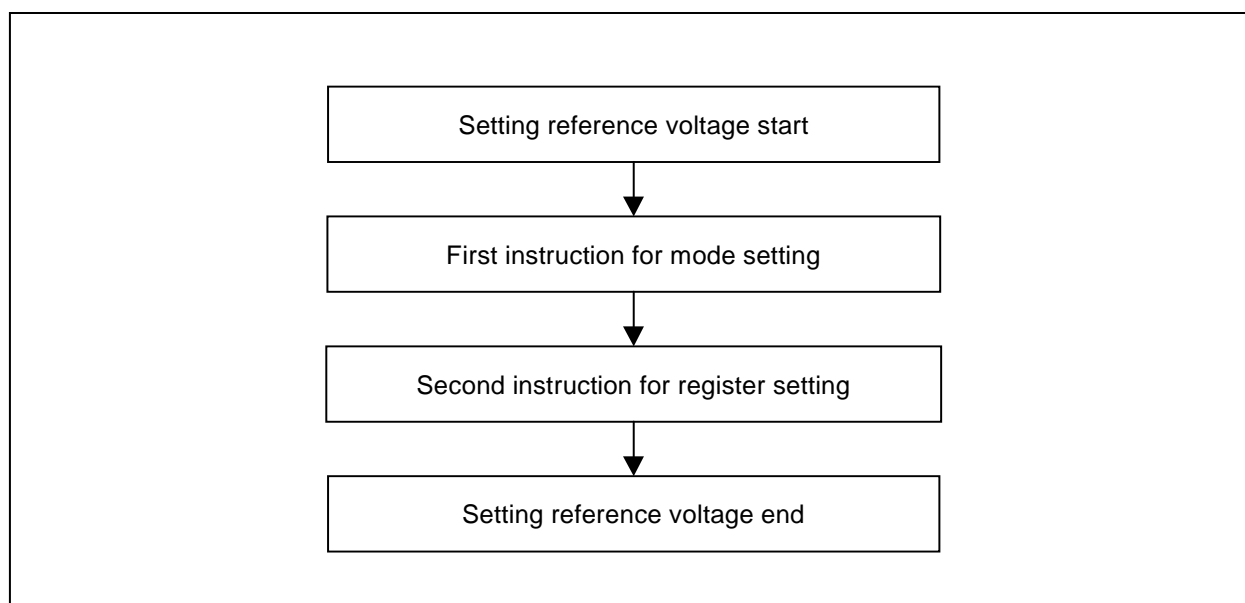 Setting reference voltage start
First instruction for mode setting
Second instruction for register setting
Setting reference voltage end